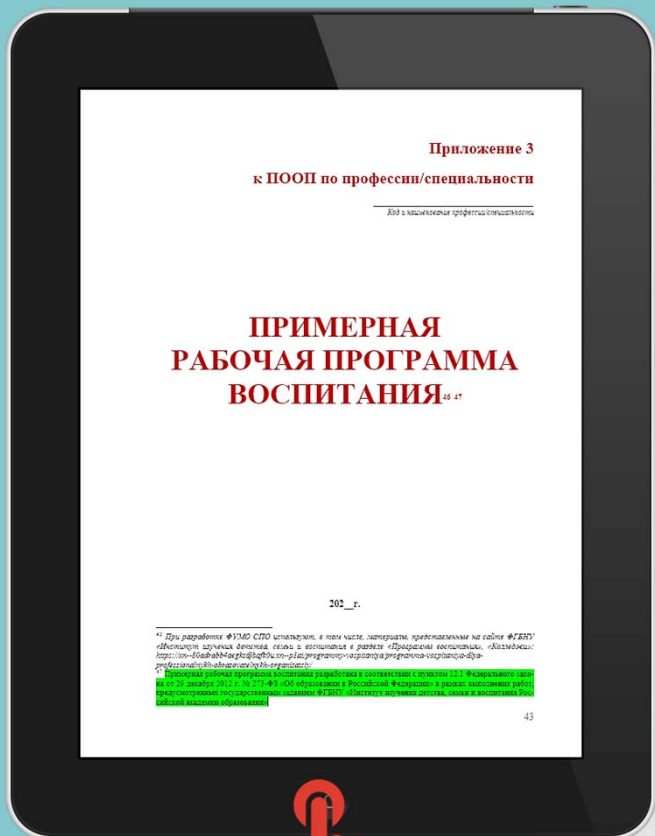 Приложение 3
к ПООП по профессии/специальности
Код и наименование профессии/специальности
ПРИМЕРНАЯ
РАБОЧАЯ ПРОГРАММА
ВОСПИТАНИЯ46 47
202__г.
46 При разработке ФУМО СПО используют, в том числе, материалы, представленные на сайте ФГБНУ
«Институт изучения детства, семьи и воспитания в разделе «Программы воспитания», «Колледжи»:
professionalnykh-obrazovatelnykh-organizatsiy/
47 Примерная рабочая программа воспитания разработана в соответствии с пунктом 12.1 Федерального зако-
на от 29 декабря 2012 г. № 273-ФЗ «Об образовании в Российской Федерации» в рамках выполнения работ,
предусмотренных государственным заданием ФГБНУ «Институт изучения детства, семьи и воспитания Рос-
сийской академии образования»
43